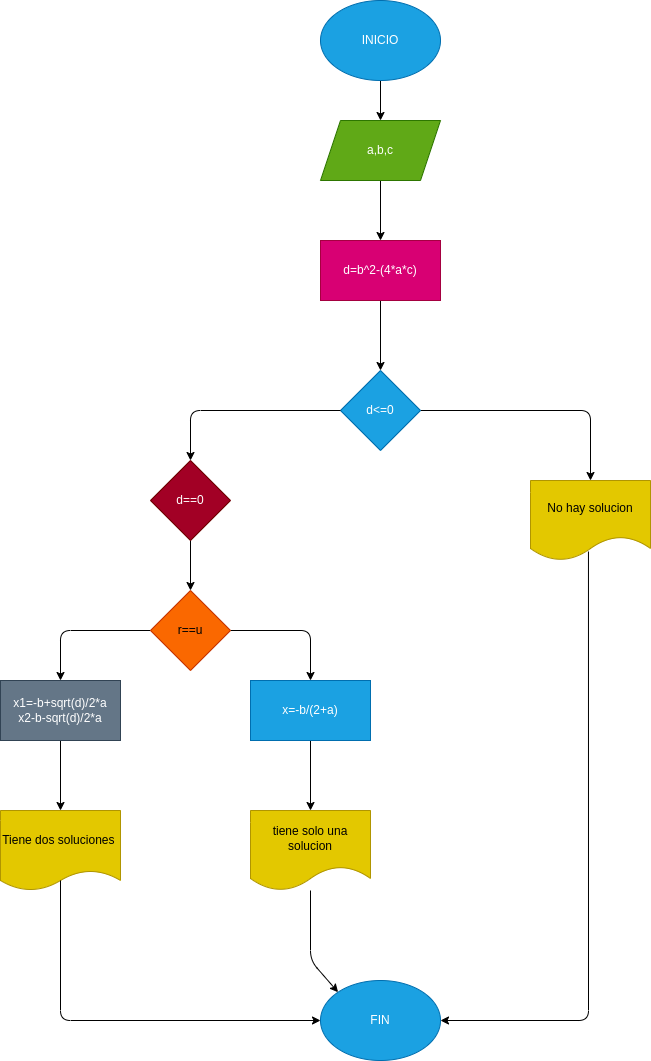 INICIO
a,b,c
d=b^2-(4*a*c)
d<=0
d==0
No hay solucion
r==u
x1=-b+sqrt(d)/2*a
x2-b-sqrt(d)/2*a
x=-b/(2+a)
Tiene dos soluciones
tiene solo una
solucion
FIN